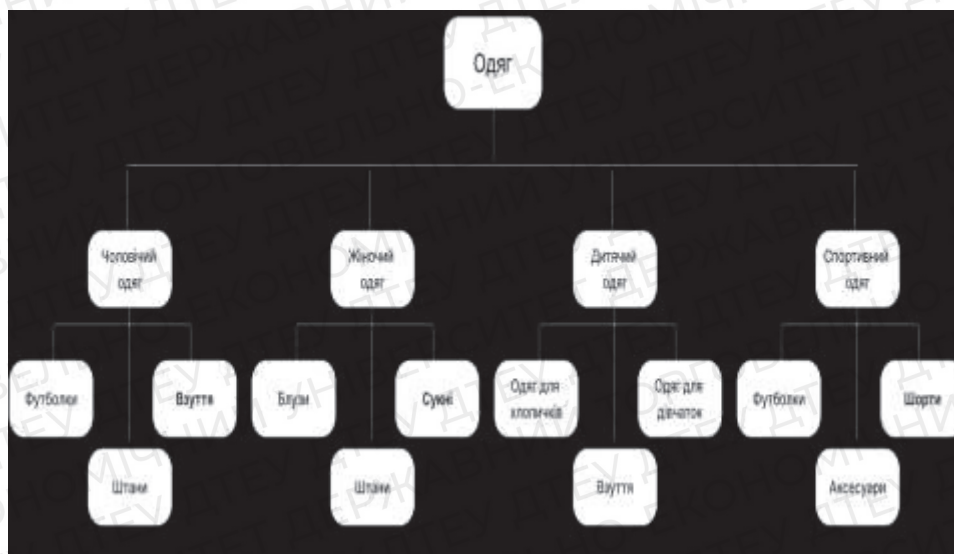 Одяг
Чоловічий
одяг
Жіночий
одяг
Дитячий
одяг
Спортивний
одяг
Футболки
Взуття
Блузи
Сукні
Одяг для
хлопичків
Одяг для
дівчаток
Футболки
Шорти
Штани
Штани
Взуття
Аксесуари